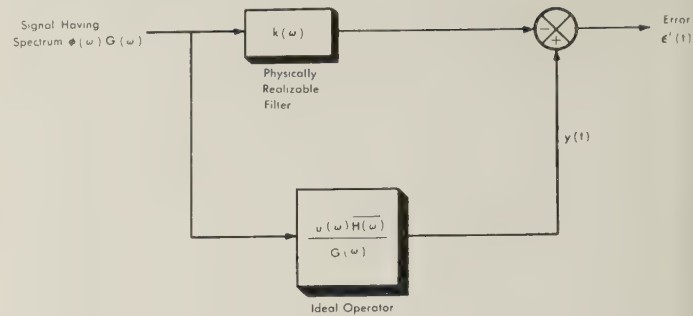 Signal Having
Spectrum ϕ(ω) G(ω)
k(ω)
Physically
Realizable
Filter
−
+
Error
ϵ'(t)
y(t)
u(ω) H̅(̅ω̅)̅
G(ω)
Ideal Operator